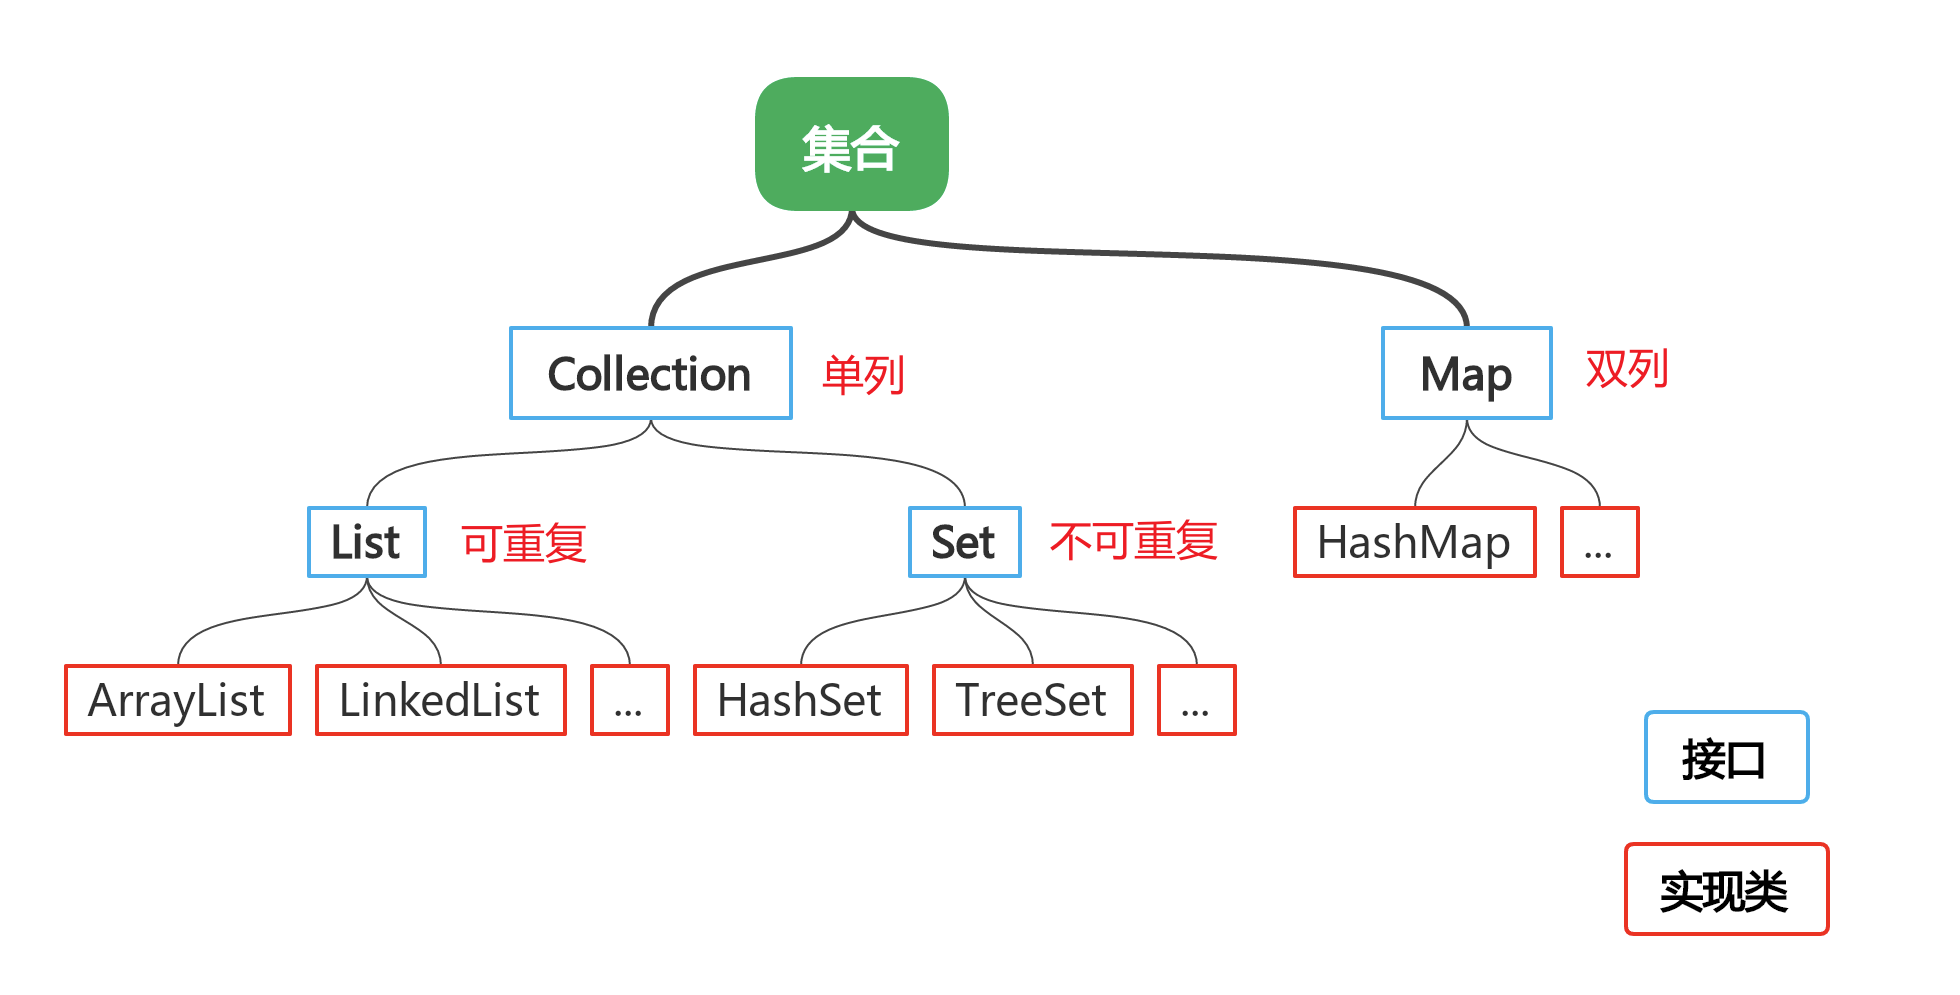 集合
Collection
单列
Map
双列
List
可重复
Set
不可重复
HashMap
...
ArrayList
LinkedList
...
HashSet
TreeSet
...
接口
实现类